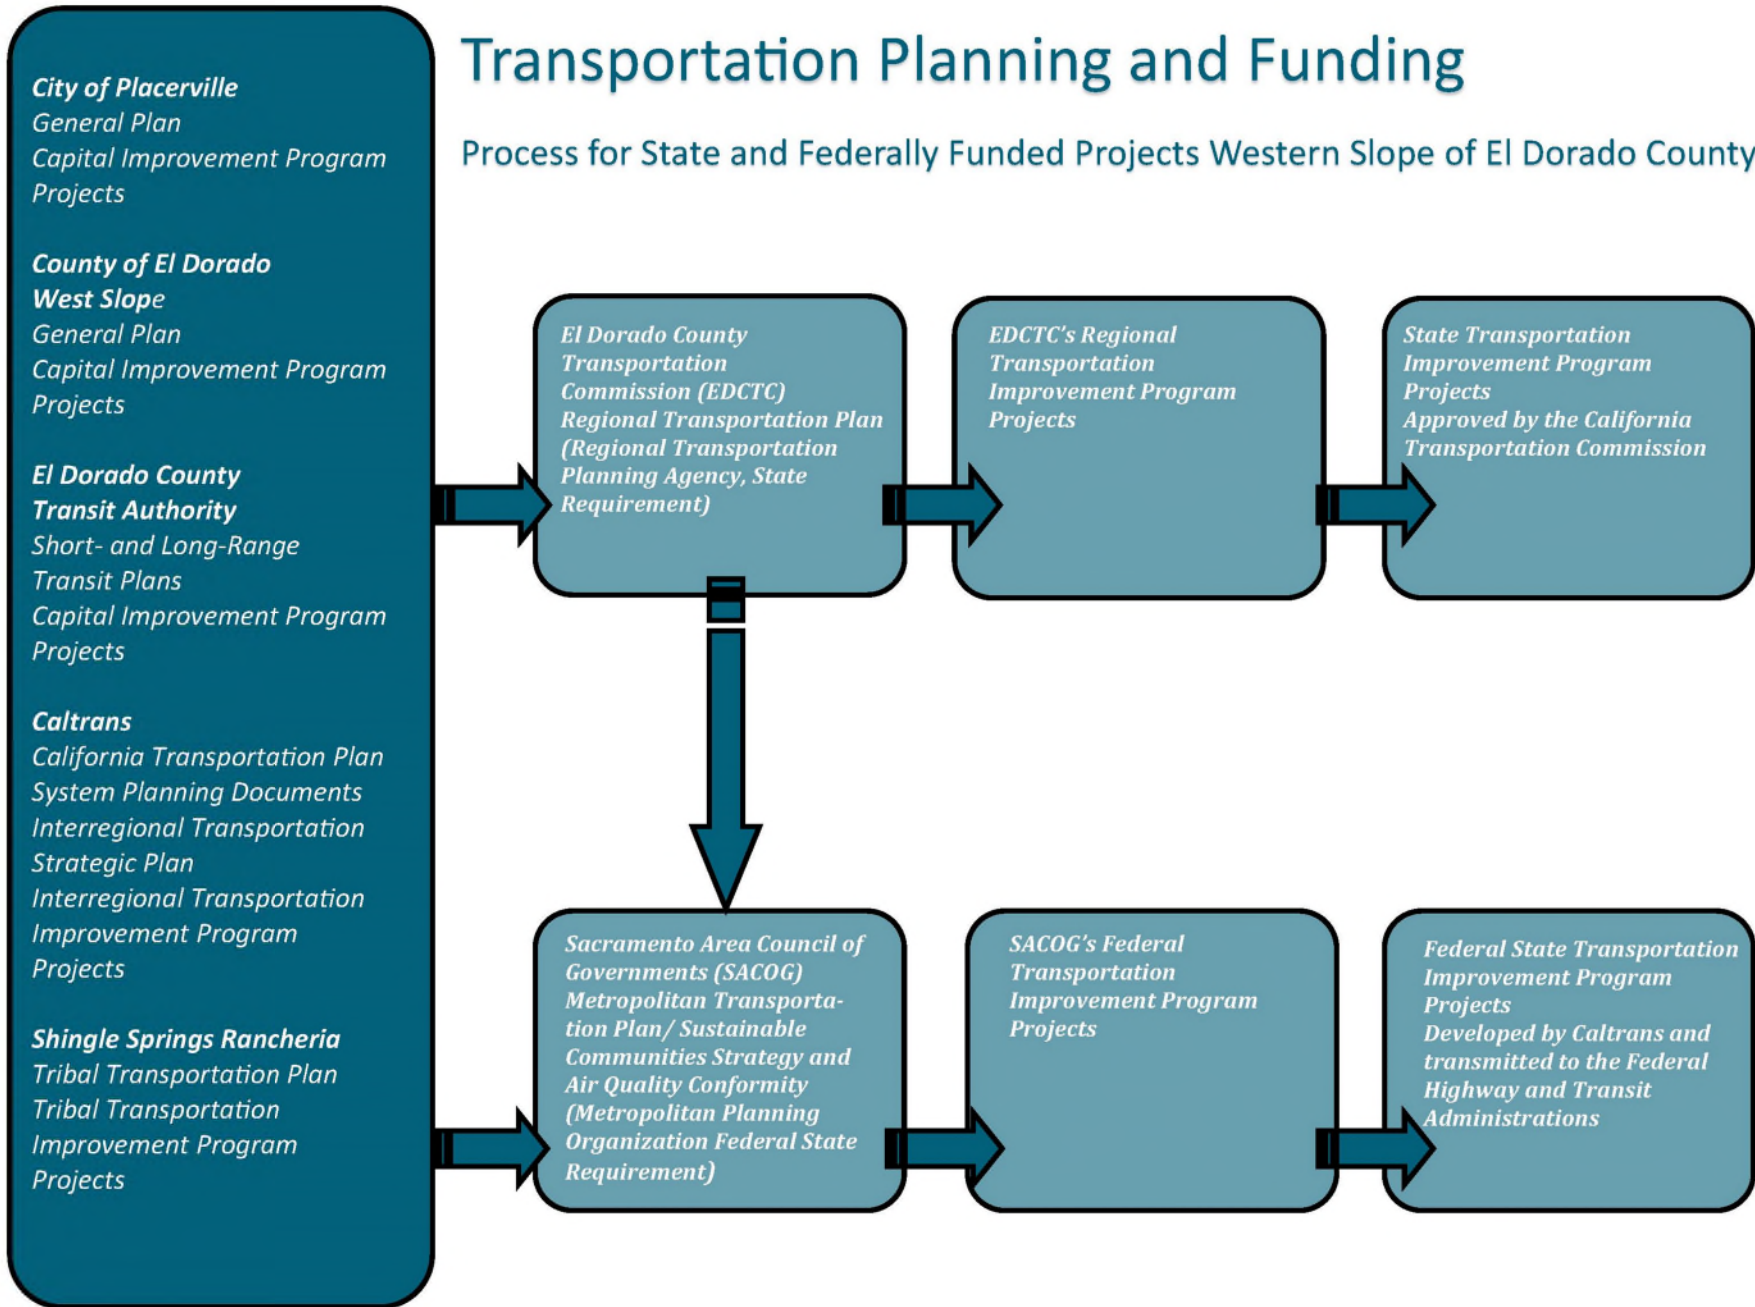 Transportation Planning and Funding
Process for State and Federally Funded Projects Western Slope of El Dorado County
City of Placerville
General Plan
Capital Improvement Program
Projects
County of El Dorado
West Slope
General Plan
Capital Improvement Program
Projects
El Dorado County
Transit Authority
Short- and Long-Range
Transit Plans
Capital Improvement Program
Projects
Caltrans
California Transportation Plan
System Planning Documents
Interregional Transportation
Strategic Plan
Interregional Transportation
Improvement Program
Projects
Shingle Springs Rancheria
Tribal Transportation Plan
Tribal Transportation
Improvement Program
Projects
El Dorado County
Transportation
Commission (EDCTC)
Regional Transportation Plan
(Regional Transportation
Planning Agency, State
Requirement)
EDCTC's Regional
Transportation
Improvement Program
Projects
State Transportation
Improvement Program
Projects
Approved by the California
Transportation Commission
Sacramento Area Council of
Governments (SACOG)
Metropolitan Transporta-
tion Plan/ Sustainable
Communities Strategy and
Air Quality Conformity
(Metropolitan Planning
Organization Federal State
Requirement)
SACOG's Federal
Transportation
Improvement Program
Projects
Federal State Transportation
Improvement Program
Projects
Developed by Caltrans and
transmitted to the Federal
Highway and Transit
Administrations